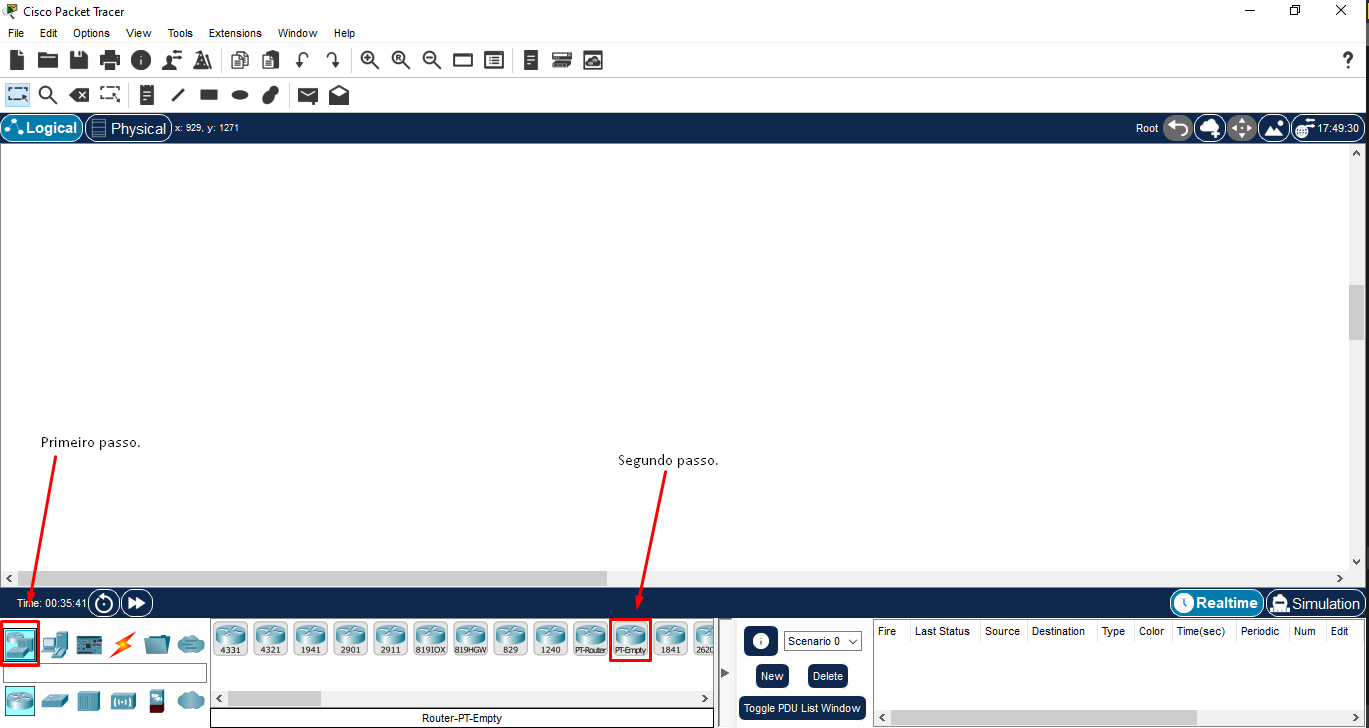 Cisco Packet Tracer
File Edit Options View Tools Extensions Window Help
?
Logical Physical x: 929, y: 1271 Root 17:49:30
Primeiro passo.
Segundo passo.
Time: 00:35:41 Realtime Simulation
4331 4321 1941 2901 2911 819IOX 819HGW 829 1240 PT-Router PT-Empty 1841 2620
Router-PT-Empty
Scenario 0
New Delete
Toggle PDU List Window
Fire Last Status Source Destination Type Color Time(sec) Periodic Num Edit